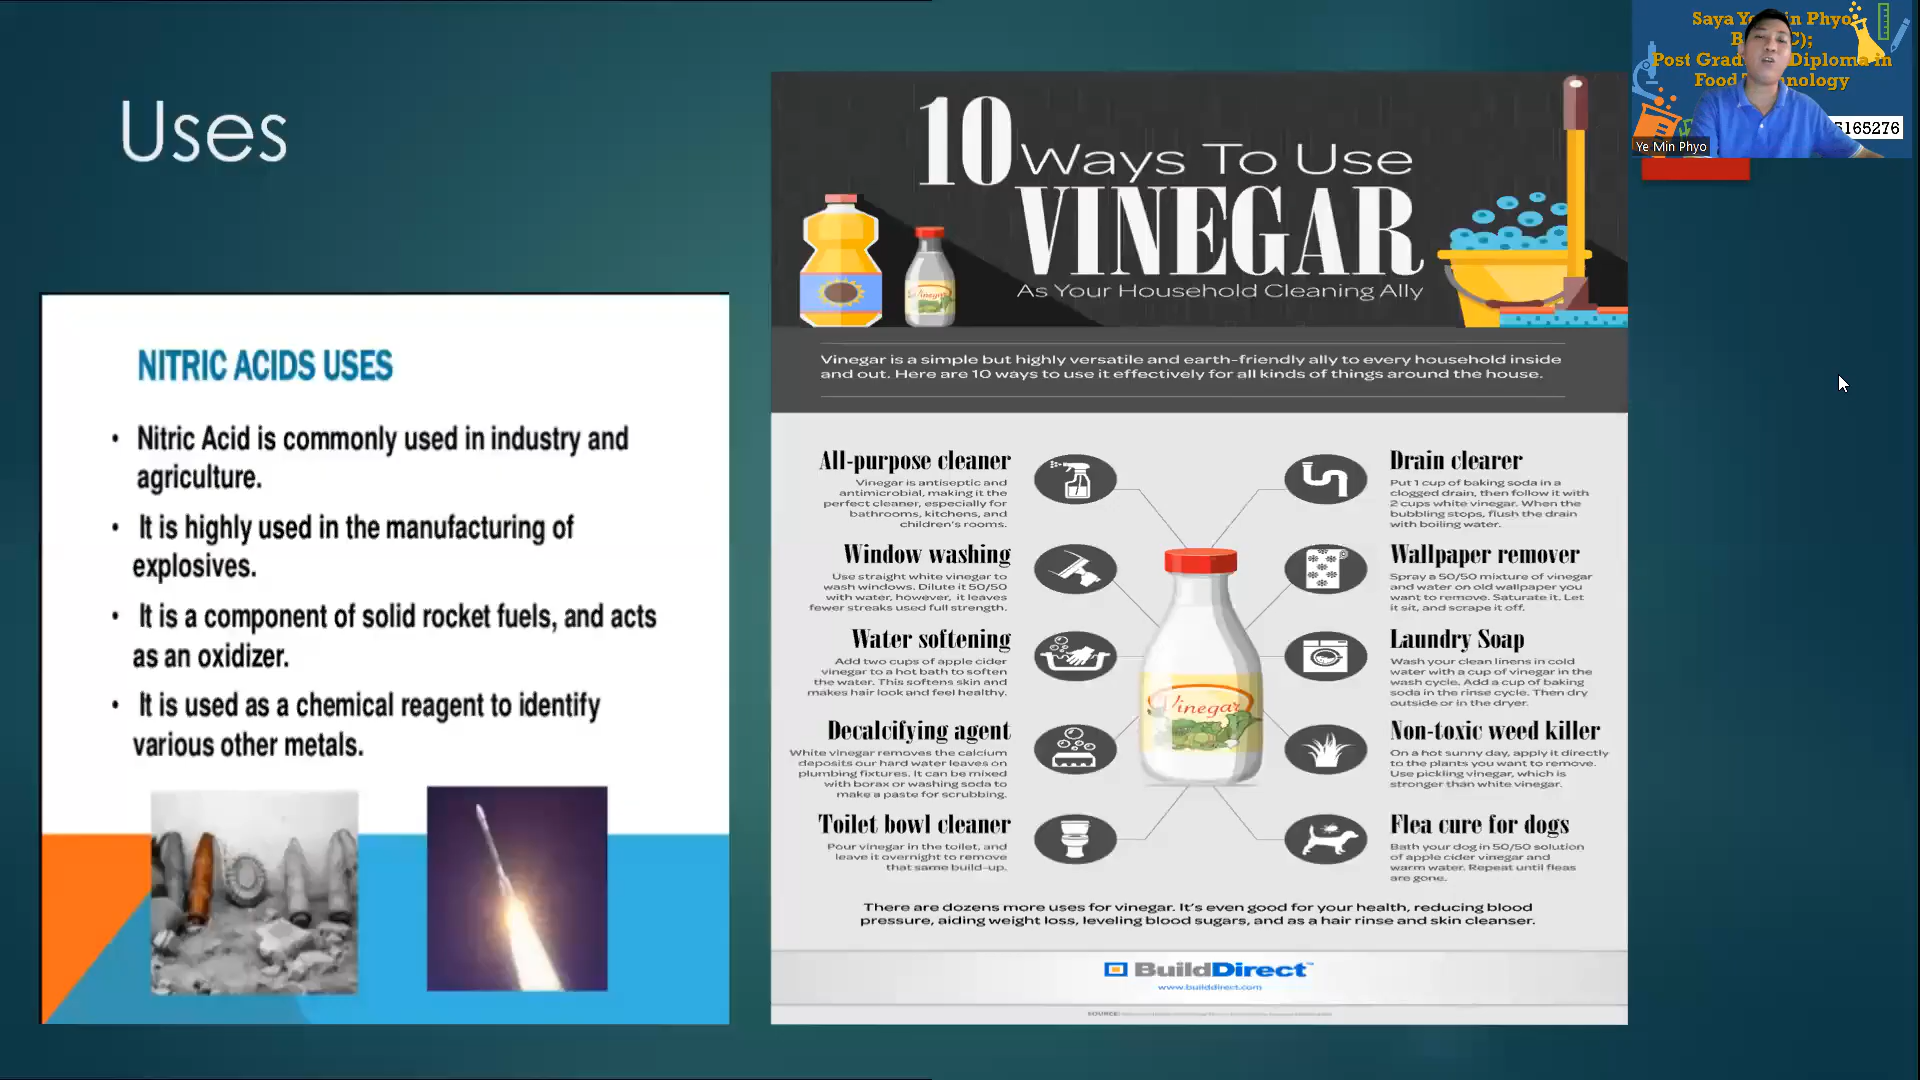 Uses
NITRIC ACIDS USES
• Nitric Acid is commonly used in industry and
agriculture.
• It is highly used in the manufacturing of
explosives.
• It is a component of solid rocket fuels, and acts
as an oxidizer.
• It is used as a chemical reagent to identify
various other metals.
10 Ways To Use
VINEGAR
As Your Household Cleaning Ally
Vinegar
Vinegar is a simple but highly versatile and earth-friendly ally to every household inside
and out. Here are 10 ways to use it effectively for all kinds of things around the house.
All-purpose cleaner
Vinegar is antiseptic and
antimicrobial, making it the
perfect cleaner, especially for
bathrooms, kitchens, and
children's rooms.
Window washing
Use straight white vinegar to
wash windows. Dilute it 50/50
with water, however, it leaves
fewer streaks used full strength.
Water softening
Add two cups of apple cider
vinegar to a hot bath to soften
the water. This softens skin and
makes hair look and feel healthy.
Decalcifying agent
White vinegar removes the calcium
deposits our hard water leaves on
plumbing fixtures. It can be mixed
with borax or washing soda to
make a paste for scrubbing.
Toilet bowl cleaner
Pour vinegar in the toilet, and
leave it overnight to remove
that same build-up.
Vinegar
Drain clearer
Put 1 cup of baking soda in a
clogged drain, then follow it with
2 cups white vinegar. When the
bubbling stops, flush the drain
with boiling water.
Wallpaper remover
Spray a 50/50 mixture of vinegar
and water on old wallpaper you
want to remove. Saturate it. Let
it sit, and scrape it off.
Laundry Soap
Wash your clean linens in cold
water with a cup of vinegar in the
wash cycle. Add a cup of baking
soda in the rinse cycle. Then dry
outside or in the dryer.
Non-toxic weed killer
On a hot sunny day, apply it directly
to the plants you want to remove.
Use pickling vinegar, which is
stronger than white vinegar.
Flea cure for dogs
Bath your dog in 50/50 solution
of apple cider vinegar and
warm water. Repeat until fleas
are gone.
There are dozens more uses for vinegar. It's even good for your health, reducing blood
pressure, aiding weight loss, leveling blood sugars, and as a hair rinse and skin cleanser.
BuildDirect™
www.builddirect.com
SOURCE:
Saya Ye in Phyo
C);
Post Grad Diploma in
Food nology
165276
Ye Min Phyo